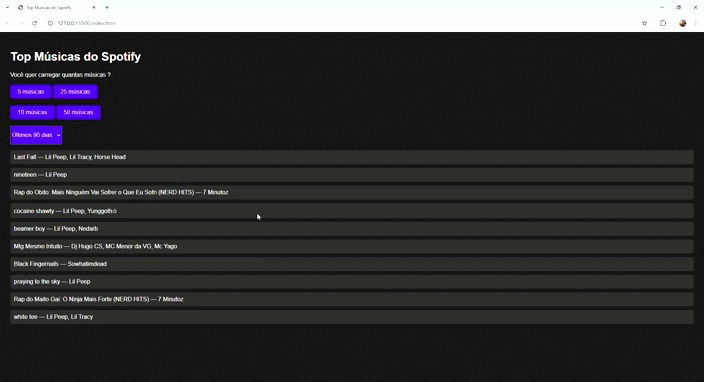 Top Músicas do Spotify
127.0.0.1:5500/index.html
Top Músicas do Spotify
Você quer carregar quantas músicas ?
5 músicas 25 músicas
10 músicas 50 músicas
Últimos 90 dias
Last Fall — Lil Peep, Lil Tracy, Horse Head
nineteen — Lil Peep
Rap do Obito: Mais Ninguém Vai Sofrer o Que Eu Sofri (NERD HITS) — 7 Minutoz
cocaine shawty — Lil Peep, Yunggoth✰
beamer boy — Lil Peep, Nedarb
Mtg Mesmo Intuito — Dj Hugo CS, MC Menor da VG, Mc Yago
Black Fingernails — Sowhatimdead
praying to the sky — Lil Peep
Rap do Maito Gai: O Ninja Mais Forte (NERD HITS) — 7 Minutoz
white tee — Lil Peep, Lil Tracy